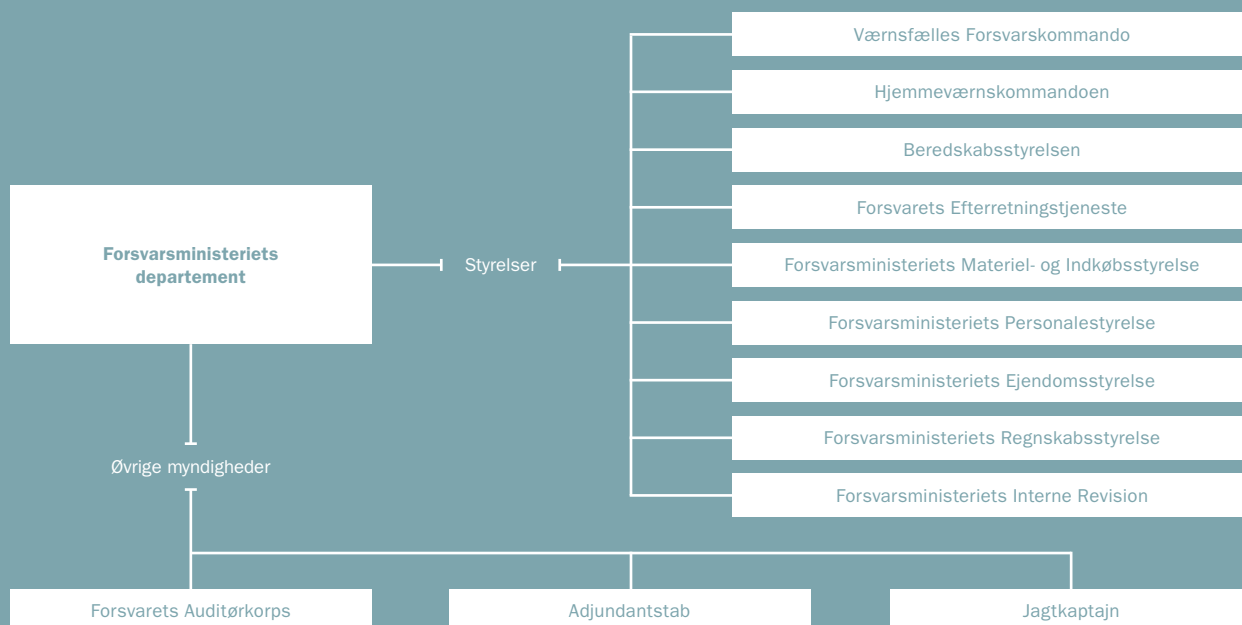 Forsvarsministeriets
departement
Styrelser
Værnsfælles Forsvarskommando
Hjemmeværnskommandoen
Beredskabsstyrelsen
Forsvarets Efterretningstjeneste
Forsvarsministeriets Materiel- og Indkøbsstyrelse
Forsvarsministeriets Personalestyrelse
Forsvarsministeriets Ejendomsstyrelse
Forsvarsministeriets Regnskabsstyrelse
Forsvarsministeriets Interne Revision
Øvrige myndigheder
Forsvarets Auditørkorps
Adjundantstab
Jagtkaptajn